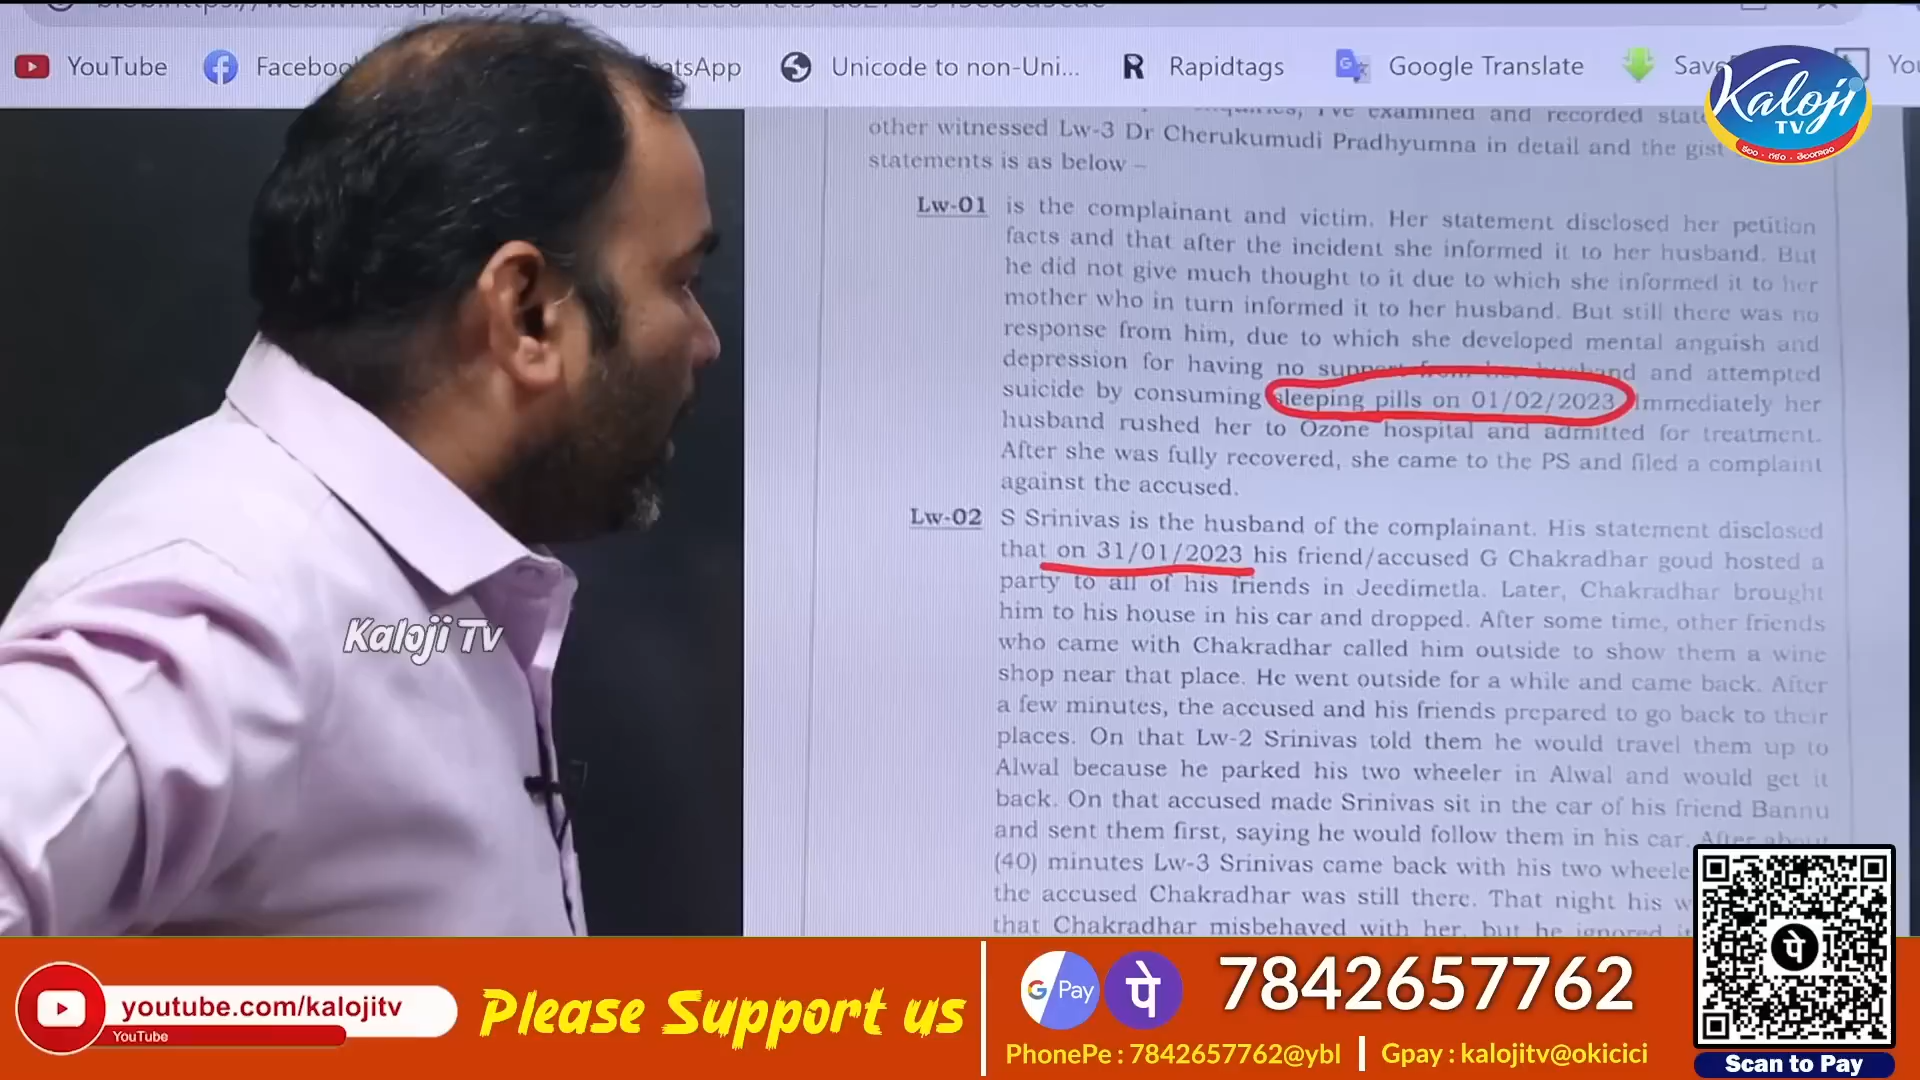 YouTube
Facebook
WhatsApp
Unicode to non-Uni...
Rapidtags
Google Translate
Kaloji
TV
I've examined and recorded
other witnessed Lw-3 Dr Cherukumudi Pradhyumna in detail and the gist
statements is as below –
Lw-01 is the complainant and victim. Her statement disclosed her petition
facts and that after the incident she informed it to her husband. But
he did not give much thought to it due to which she informed it to her
mother who in turn informed it to her husband. But still there was no
response from him, due to which she developed mental anguish and
depression for having no support from her husband and attempted
suicide by consuming sleeping pills on 01/02/2023 Immediately her
husband rushed her to Ozone hospital and admitted for treatment.
After she was fully recovered, she came to the PS and filed a complaint
against the accused.
Lw-02 S Srinivas is the husband of the complainant. His statement disclosed
that on 31/01/2023 his friend/accused G Chakradhar goud hosted a
party to all of his friends in Jeedimetla. Later, Chakradhar brought
him to his house in his car and dropped. After some time, other friends
who came with Chakradhar called him outside to show them a wine
shop near that place. He went outside for a while and came back. After
a few minutes, the accused and his friends prepared to go back to their
places. On that Lw-2 Srinivas told them he would travel them up to
Alwal because he parked his two wheeler in Alwal and would get it
back. On that accused made Srinivas sit in the car of his friend Bannu
and sent them first, saying he would follow them in his car. After about
(40) minutes Lw-3 Srinivas came back with his two wheele
the accused Chakradhar was still there. That night his w
that Chakradhar misbehaved with her, but he ignored it
Kaloji Tv
youtube.com/kalojitv
YouTube
Please Support us
G Pay
पे
7842657762
PhonePe : 7842657762@ybl | Gpay : kalojitv@okicici
पे
Scan to Pay